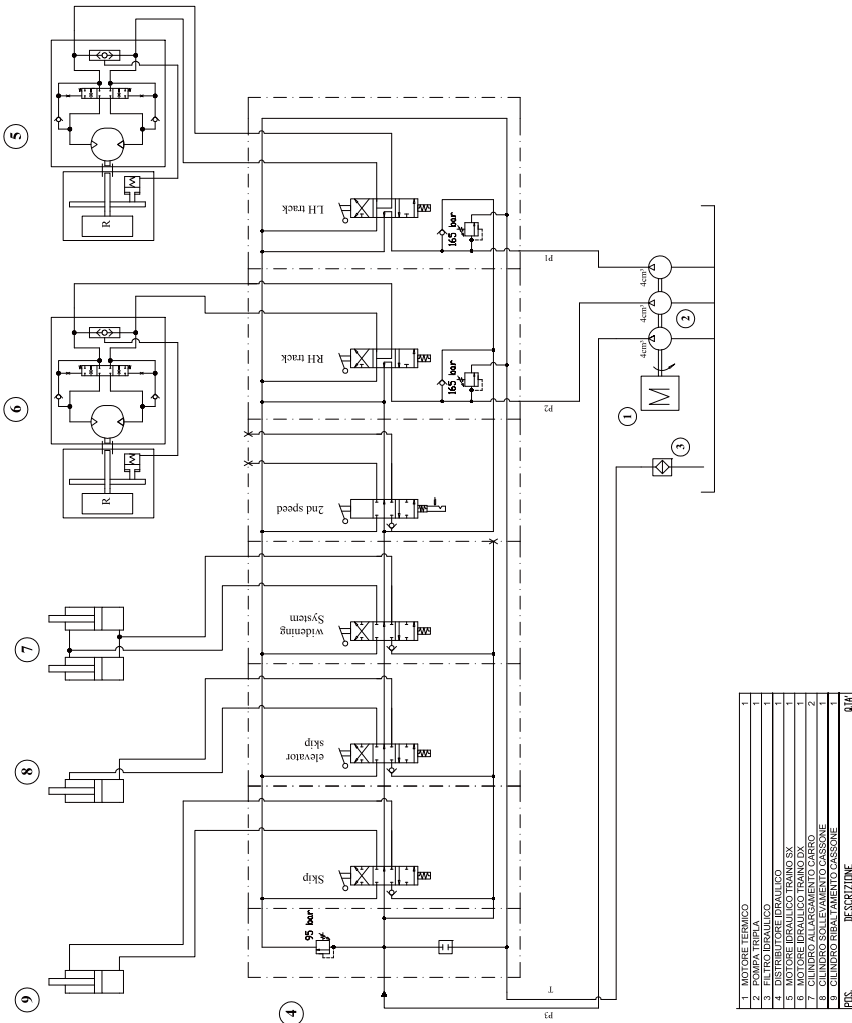 5
R
6
R
7
8
9
4
LH track
165 bar
P1
RH track
165 bar
P2
2nd speed
widening
System
elevator
skip
Skip
95 bar
T
P3
4cm³
4cm³
4cm³
2
1
M
3
1 MOTORE TERMICO 1
2 POMPA TRIPLA 1
3 FILTRO IDRAULICO 1
4 DISTRIBUTORE IDRAULICO 1
5 MOTORE IDRAULICO TRAINO SX 1
6 MOTORE IDRAULICO TRAINO DX 1
7 CILINDRO ALLARGAMENTO CARRO 2
8 CILINDRO SOLLEVAMENTO CASSONE 1
9 CILINDRO RIBALTAMENTO CASSONE 1
POS. DESCRIZIONE Q.TA'